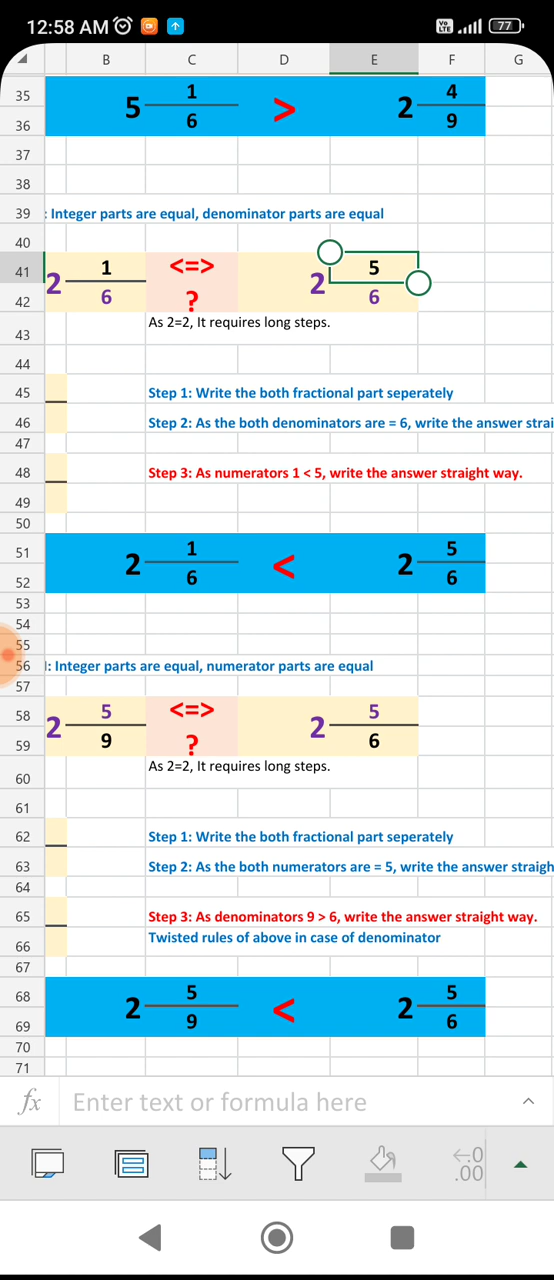 12:58 AM Vo LTE 77
B C D E F G
35 5 1 > 2 4
36 6 9
37
38
39 : Integer parts are equal, denominator parts are equal
40
41 2 1 <=> 2 5
42 6 ? 6
43 As 2=2, It requires long steps.
44
45 Step 1: Write the both fractional part seperately
46 Step 2: As the both denominators are = 6, write the answer strai
47
48 Step 3: As numerators 1 < 5, write the answer straight way.
49
50
51 2 1 < 2 5
52 6 6
53
54
55
56 l: Integer parts are equal, numerator parts are equal
57
58 2 5 <=> 2 5
59 9 ? 6
60 As 2=2, It requires long steps.
61
62 Step 1: Write the both fractional part seperately
63 Step 2: As the both numerators are = 5, write the answer straigh
64
65 Step 3: As denominators 9 > 6, write the answer straight way.
66 Twisted rules of above in case of denominator
67
68 2 5 < 2 5
69 9 6
70
71
fx Enter text or formula here
←.0
.00